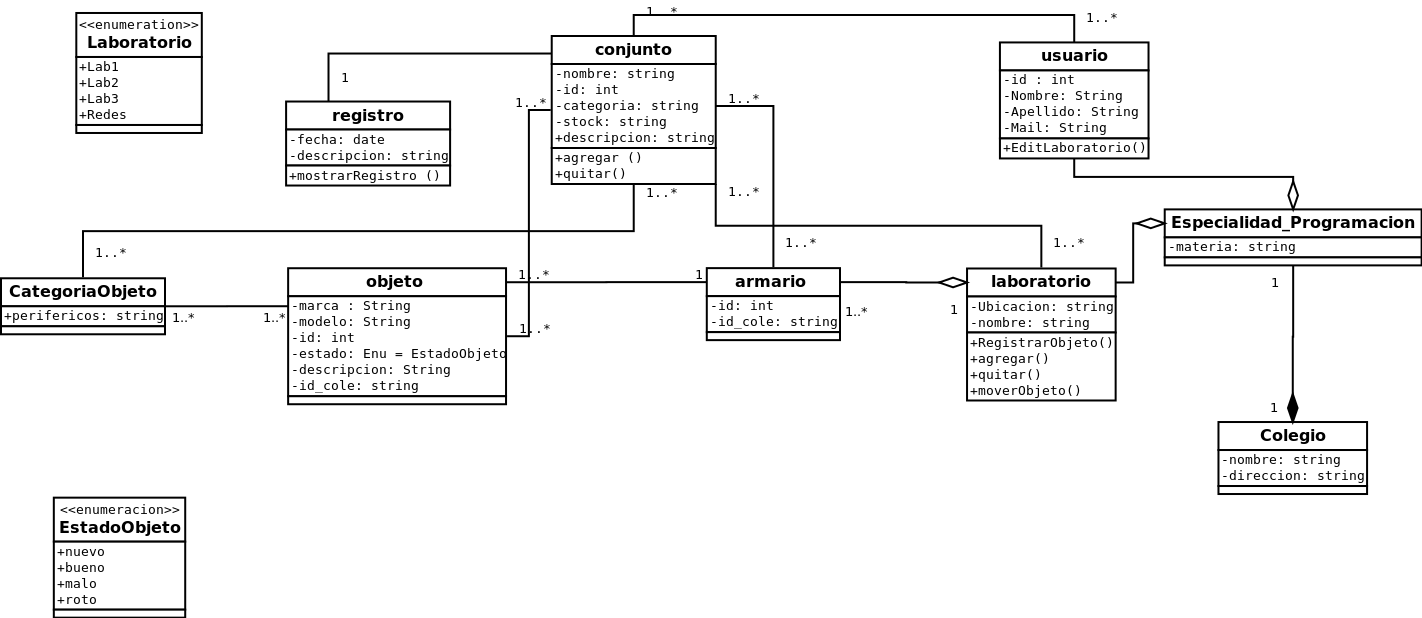 <<enumeration>>
Laboratorio
+Lab1
+Lab2
+Lab3
+Redes
1
registro
-fecha: date
-descripcion: string
+mostrarRegistro ()
1..*
conjunto
-nombre: string
-id: int
-categoria: string
-stock: string
+descripcion: string
+agregar ()
+quitar()
1..*
1..*
1..*
1..*
1..*
usuario
-id : int
-Nombre: String
-Apellido: String
-Mail: String
+EditLaboratorio()
Especialidad_Programacion
-materia: string
1
1..*
CategoriaObjeto
+perifericos: string
1..*
1..*
objeto
-marca : String
-modelo: String
-id: int
-estado: Enu = EstadoObjeto
-descripcion: String
-id_cole: string
1..*
1..*
1
1..*
armario
-id: int
-id_cole: string
1..*
1
1..*
laboratorio
-Ubicacion: string
-nombre: string
+RegistrarObjeto()
+agregar()
+quitar()
+moverObjeto()
1
Colegio
-nombre: string
-direccion: string
<<enumeracion>>
EstadoObjeto
+nuevo
+bueno
+malo
+roto